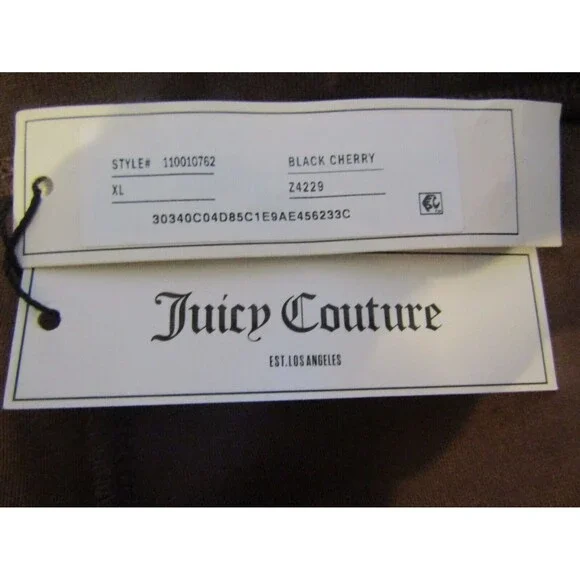 STYLE# 110010762 BLACK CHERRY
XL Z4229
30340C04D85C1E9AE456233C
Juicy Couture
EST.LOS ANGELES